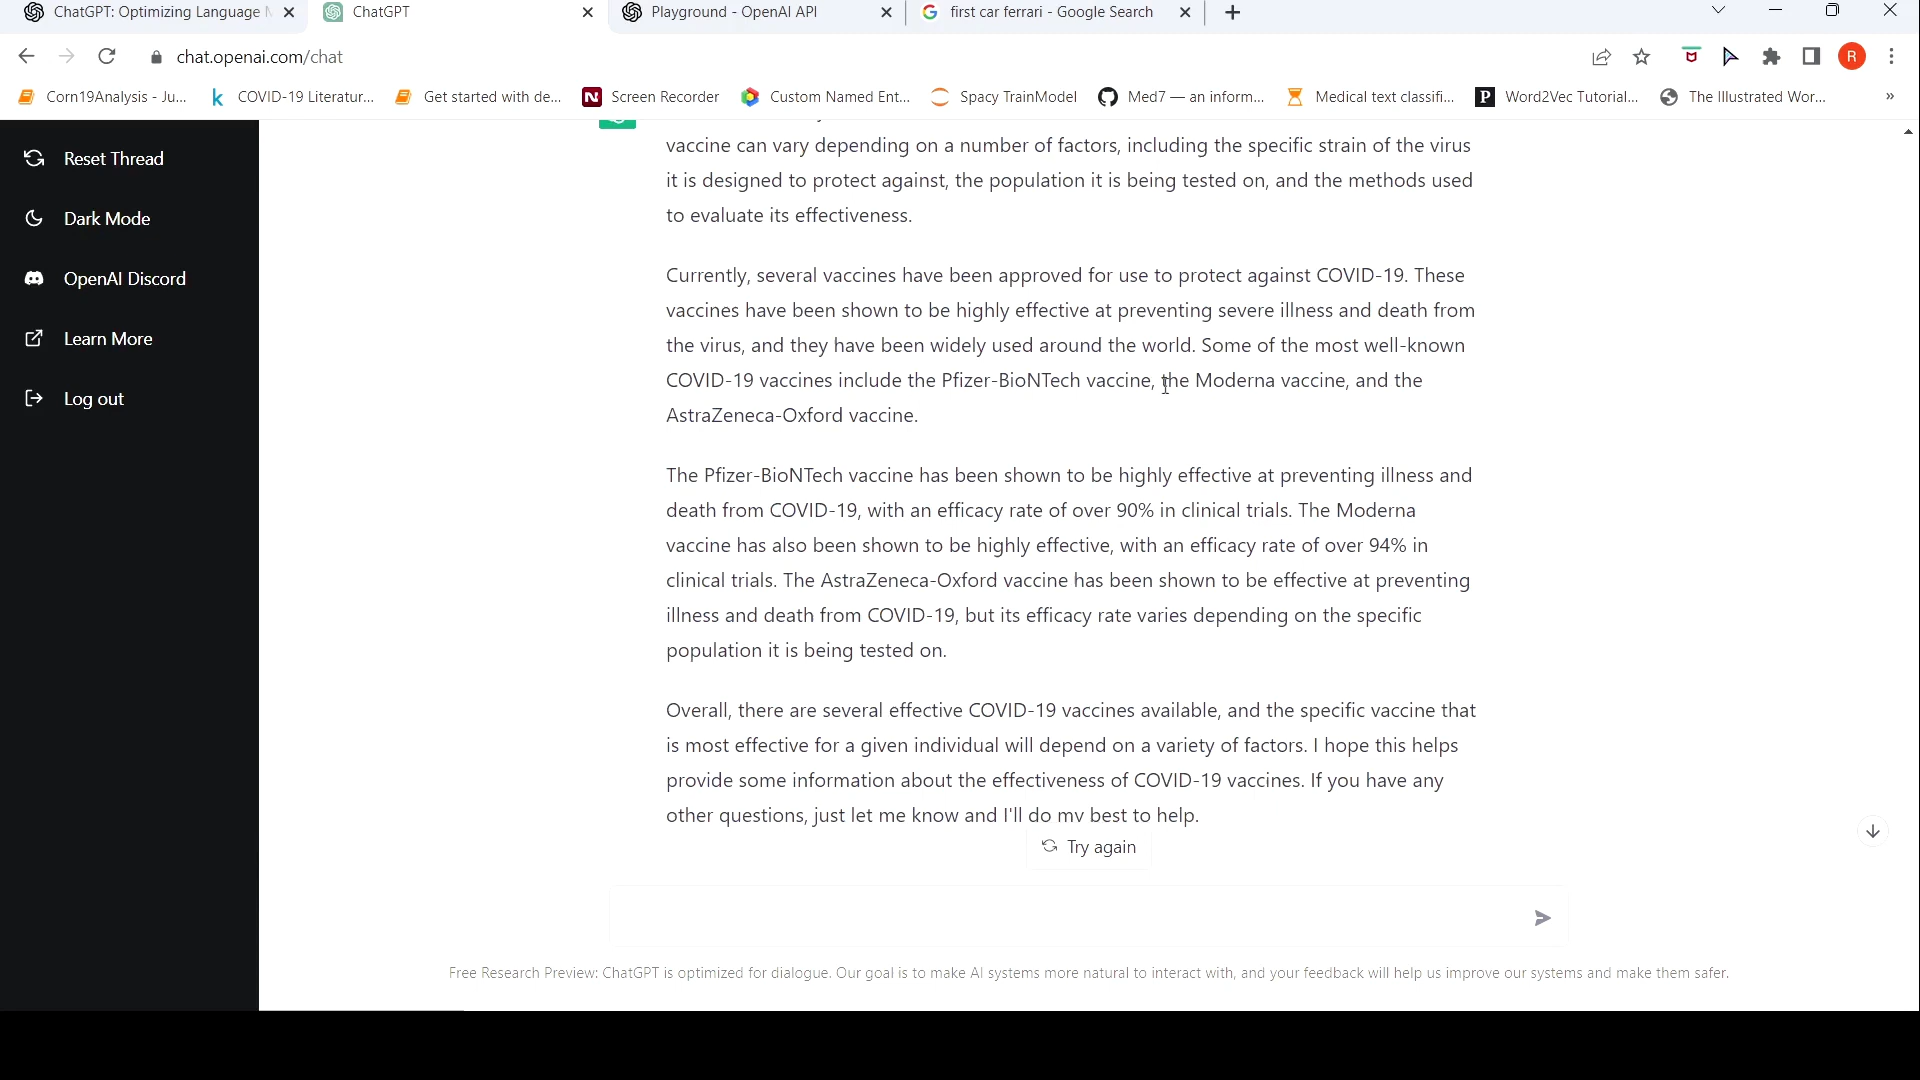 ChatGPT: Optimizing Language
ChatGPT
Playground - OpenAI API
first car ferrari - Google Search
chat.openai.com/chat
R
Corn19Analysis - Ju...
COVID-19 Literatur...
Get started with de...
Screen Recorder
Custom Named Ent...
Spacy TrainModel
Med7 — an inform...
Medical text classifi...
Word2Vec Tutorial...
The Illustrated Wor...
»
Reset Thread
Dark Mode
OpenAI Discord
Learn More
Log out
vaccine can vary depending on a number of factors, including the specific strain of the virus
it is designed to protect against, the population it is being tested on, and the methods used
to evaluate its effectiveness.
Currently, several vaccines have been approved for use to protect against COVID-19. These
vaccines have been shown to be highly effective at preventing severe illness and death from
the virus, and they have been widely used around the world. Some of the most well-known
COVID-19 vaccines include the Pfizer-BioNTech vaccine, the Moderna vaccine, and the
AstraZeneca-Oxford vaccine.
The Pfizer-BioNTech vaccine has been shown to be highly effective at preventing illness and
death from COVID-19, with an efficacy rate of over 90% in clinical trials. The Moderna
vaccine has also been shown to be highly effective, with an efficacy rate of over 94% in
clinical trials. The AstraZeneca-Oxford vaccine has been shown to be effective at preventing
illness and death from COVID-19, but its efficacy rate varies depending on the specific
population it is being tested on.
Overall, there are several effective COVID-19 vaccines available, and the specific vaccine that
is most effective for a given individual will depend on a variety of factors. I hope this helps
provide some information about the effectiveness of COVID-19 vaccines. If you have any
other questions, just let me know and I'll do my best to help.
Try again
Free Research Preview: ChatGPT is optimized for dialogue. Our goal is to make AI systems more natural to interact with, and your feedback will help us improve our systems and make them safer.